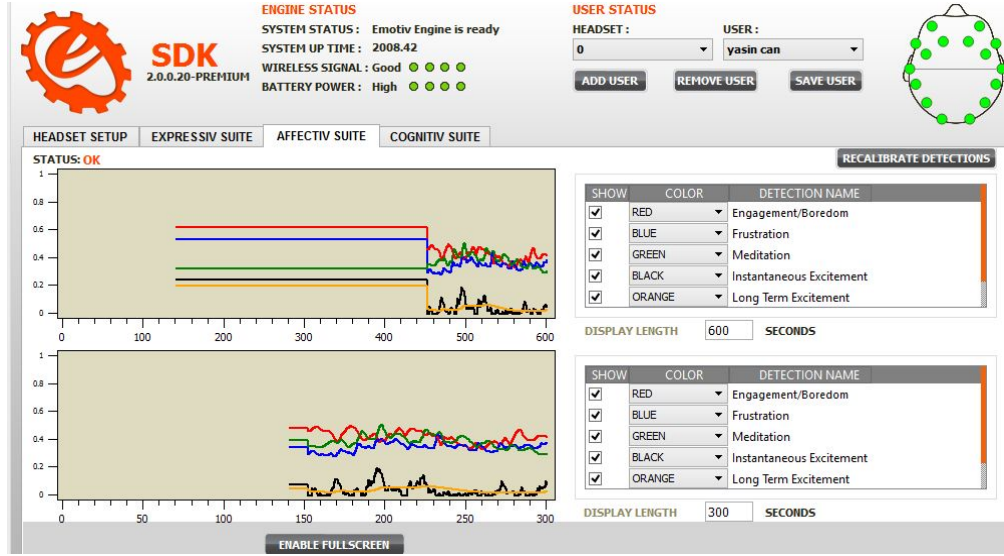 ENGINE STATUS
USER STATUS
SDK
2.0.0.20-PREMIUM
SYSTEM STATUS : Emotiv Engine is ready
SYSTEM UP TIME : 2008.42
WIRELESS SIGNAL : Good
BATTERY POWER : High
HEADSET : USER :
0 yasin can
ADD USER REMOVE USER SAVE USER
HEADSET SETUP EXPRESSIV SUITE AFFECTIV SUITE COGNITIV SUITE
STATUS: OK
RECALIBRATE DETECTIONS
1
0.8
0.6
0.4
0.2
0
0 100 200 300 400 500 600
SHOW COLOR DETECTION NAME
RED Engagement/Boredom
BLUE Frustration
GREEN Meditation
BLACK Instantaneous Excitement
ORANGE Long Term Excitement
DISPLAY LENGTH 600 SECONDS
1
0.8
0.6
0.4
0.2
0
0 50 100 150 200 250 300
SHOW COLOR DETECTION NAME
RED Engagement/Boredom
BLUE Frustration
GREEN Meditation
BLACK Instantaneous Excitement
ORANGE Long Term Excitement
DISPLAY LENGTH 300 SECONDS
ENABLE FULLSCREEN